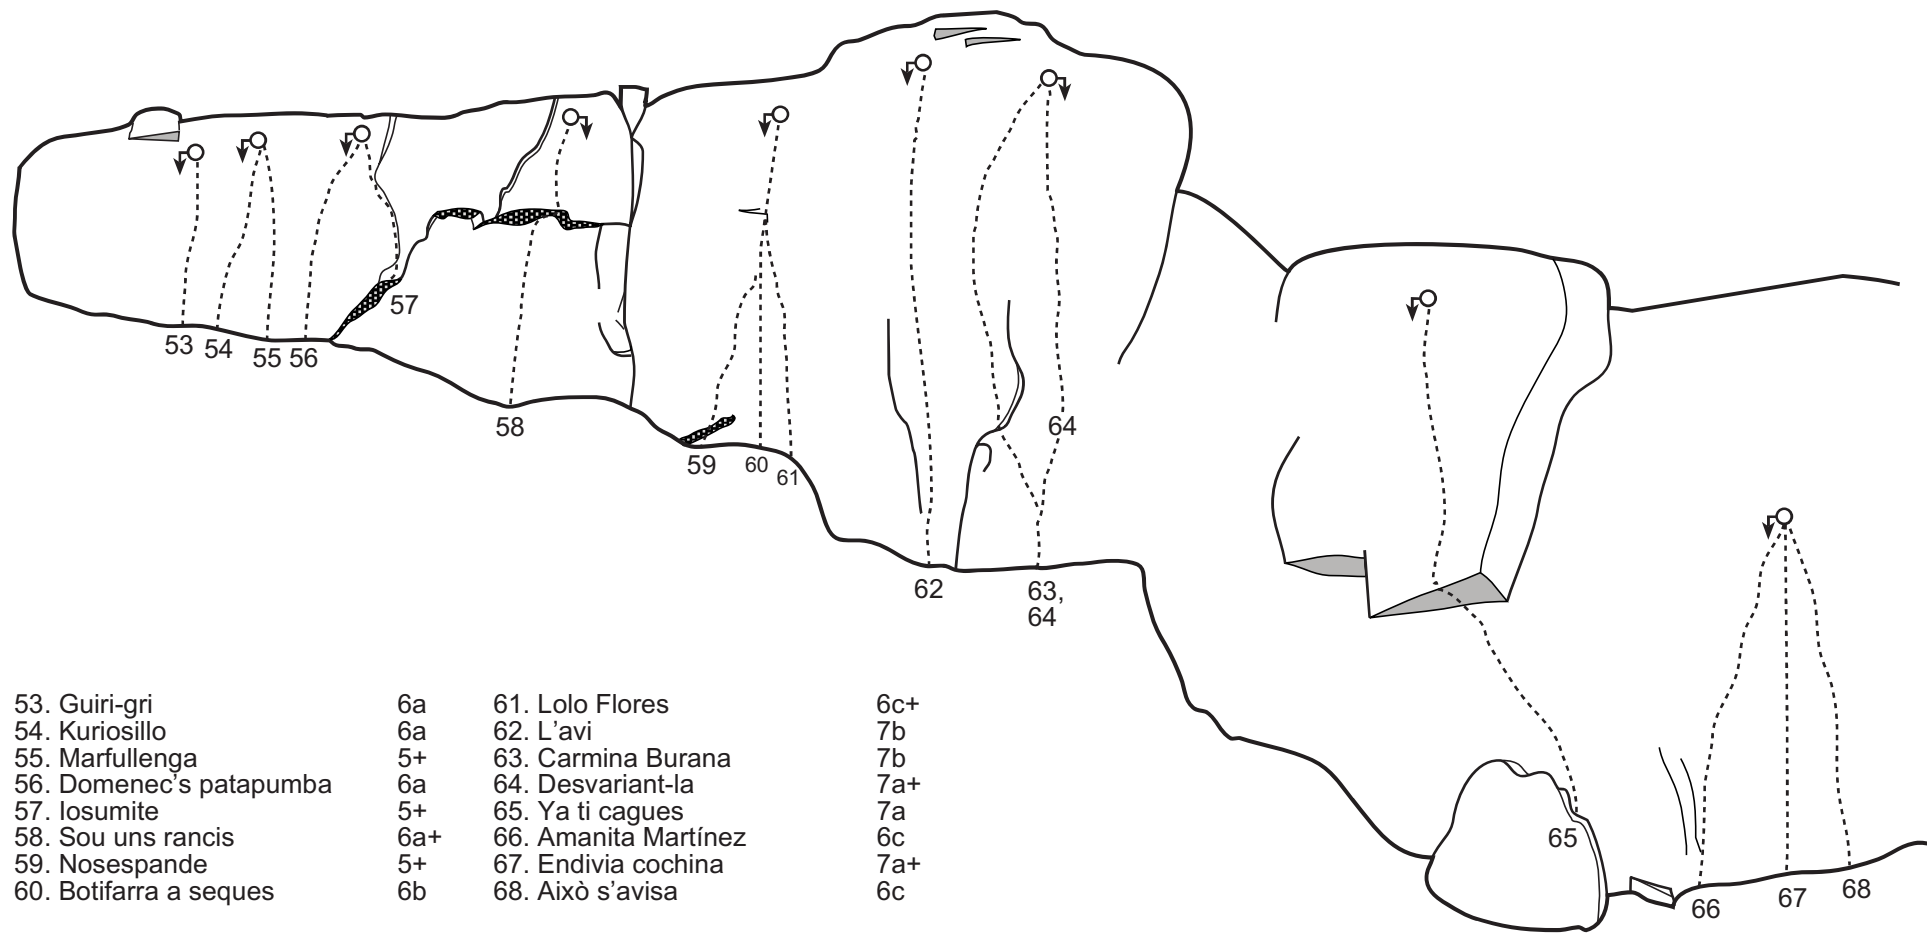 53
54
55
56
57
58
59
60
61
62
63,
64
64
65
66
67
68
53. Guiri-gri 6a
54. Kuriosillo 6a
55. Marfullenga 5+
56. Domenec's patapumba 6a
57. Iosumite 5+
58. Sou uns rancis 6a+
59. Nosespande 5+
60. Botifarra a seques 6b
61. Lolo Flores 6c+
62. L'avi 7b
63. Carmina Burana 7b
64. Desvariant-la 7a+
65. Ya ti cagues 7a
66. Amanita Martínez 6c
67. Endivia cochina 7a+
68. Això s'avisa 6c